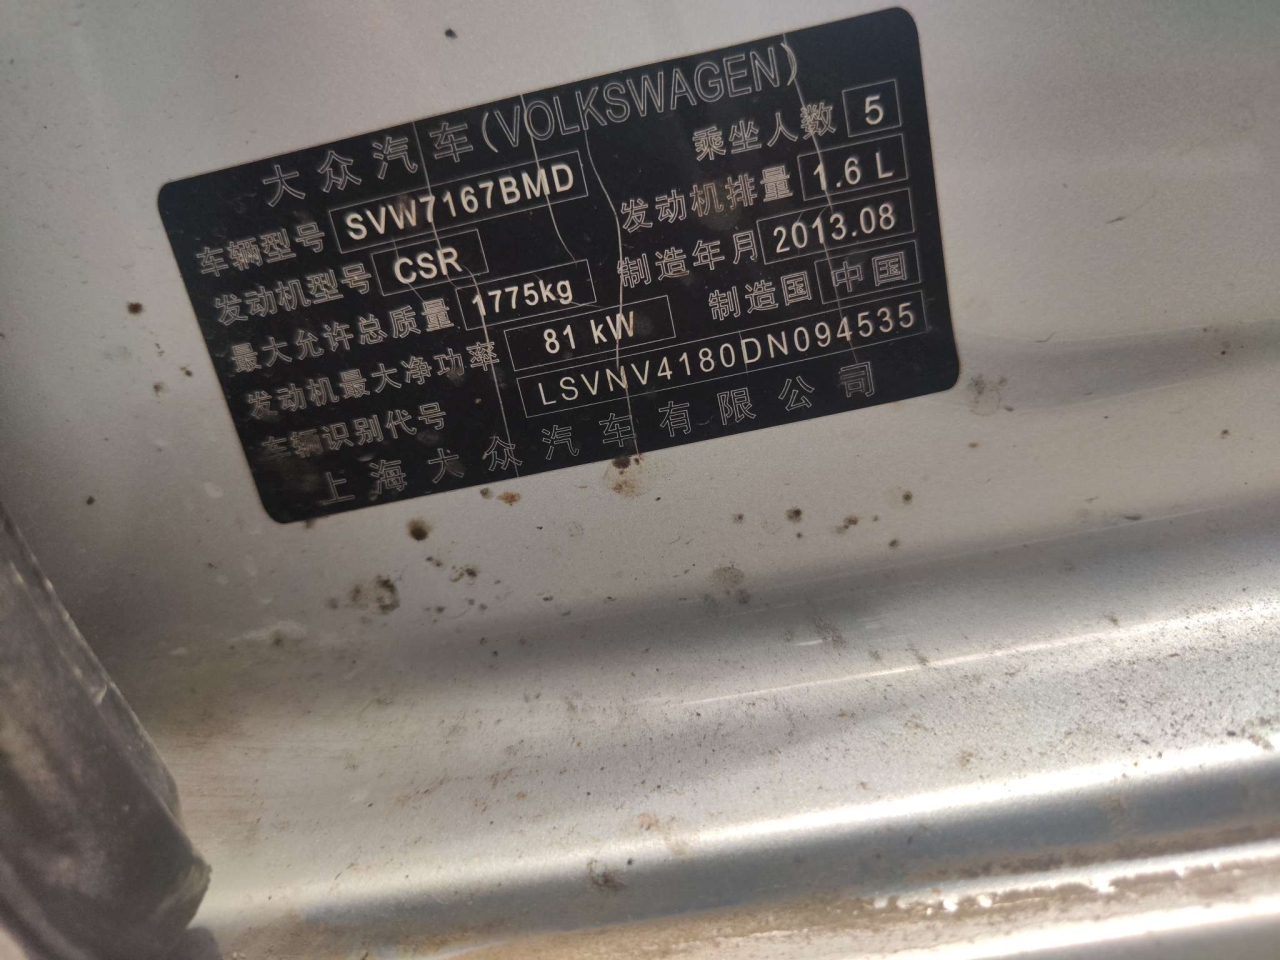 大众汽车(VOLKSWAGEN)
车辆型号 SVW7167BMD 乘坐人数 5
发动机型号 CSR 发动机排量 1.6 L
最大允许总质量 1775kg 制造年月 2013.08
发动机最大净功率 81 kW 制造国 中国
车辆识别代号 LSVNV4180DN094535
上海大众汽车有限公司